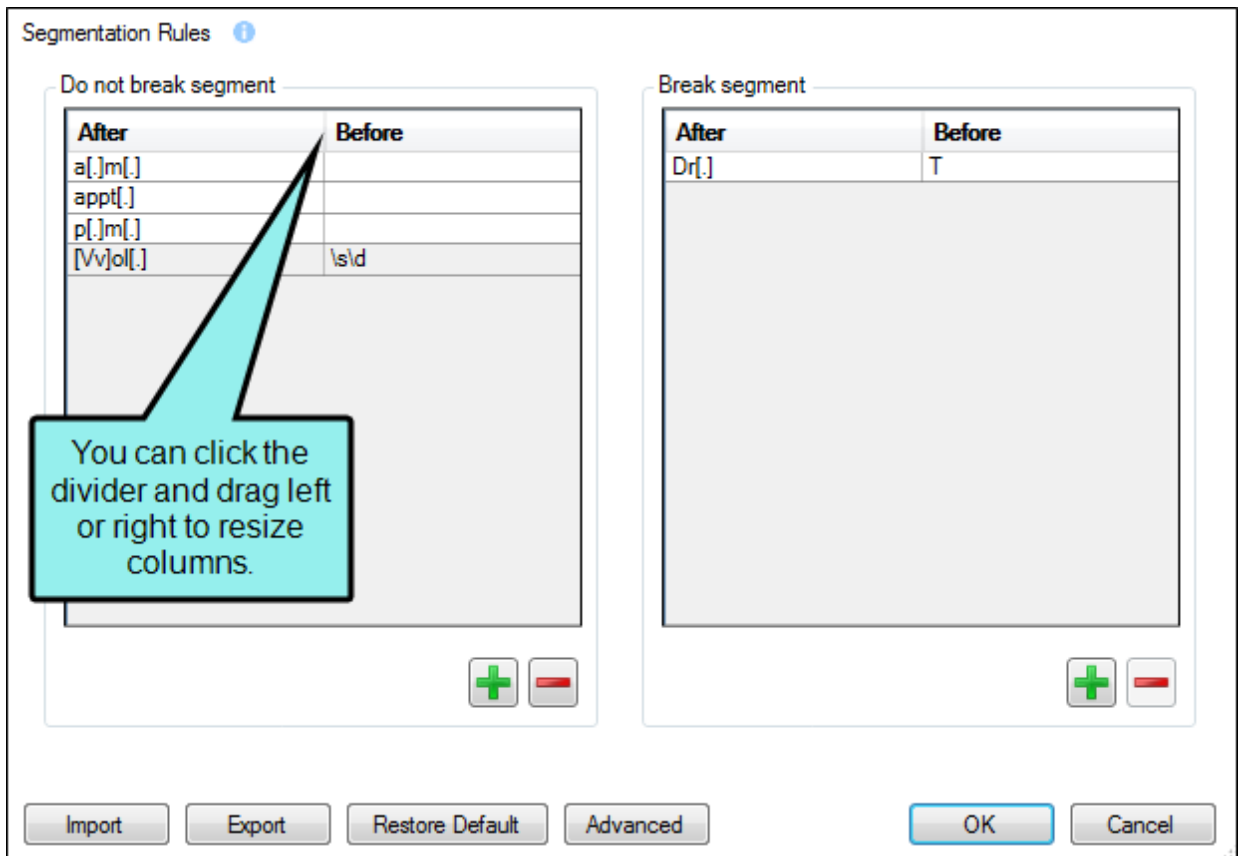 Segmentation Rules
Do not break segment
After Before
a[.]m[.]
appt[.]
p[.]m[.]
[Vv]ol[.] \s\d
You can click the
divider and drag left
or right to resize
columns.
Break segment
After Before
Dr[.] T
Import Export Restore Default Advanced OK Cancel